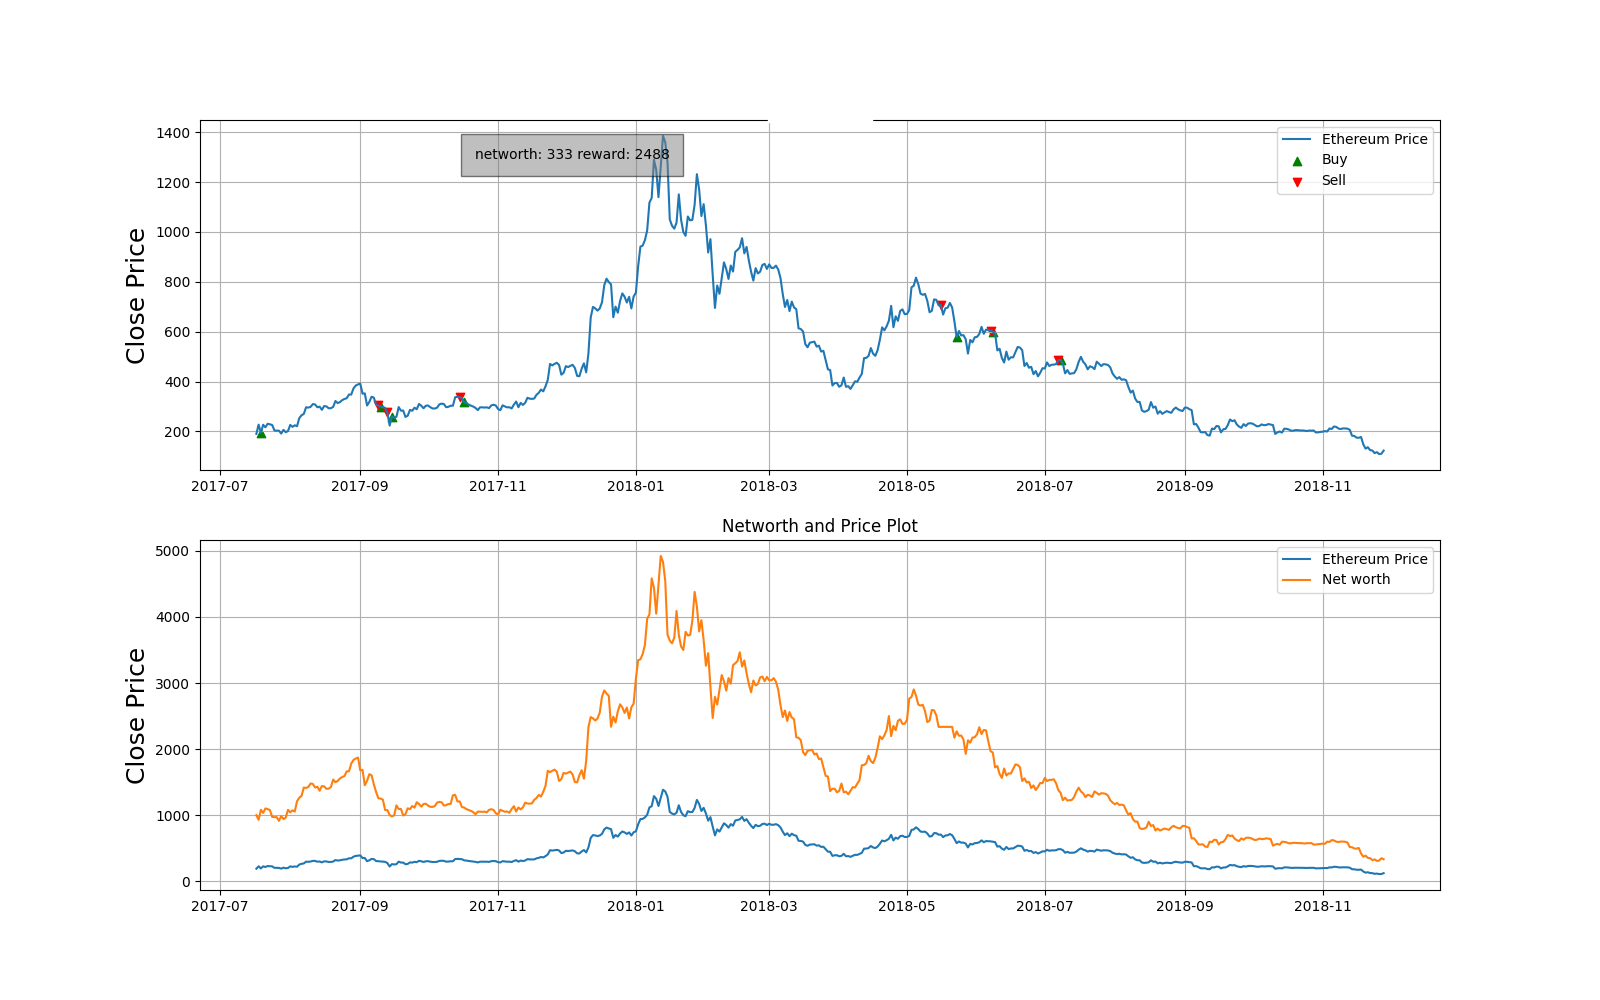 1400
1200
1000
800
600
400
200
Close Price
networth: 333 reward: 2488
Ethereum Price
Buy
Sell
2017-07 2017-09 2017-11 2018-01 2018-03 2018-05 2018-07 2018-09 2018-11
Networth and Price Plot
5000
4000
3000
2000
1000
0
Close Price
Ethereum Price
Net worth
2017-07 2017-09 2017-11 2018-01 2018-03 2018-05 2018-07 2018-09 2018-11